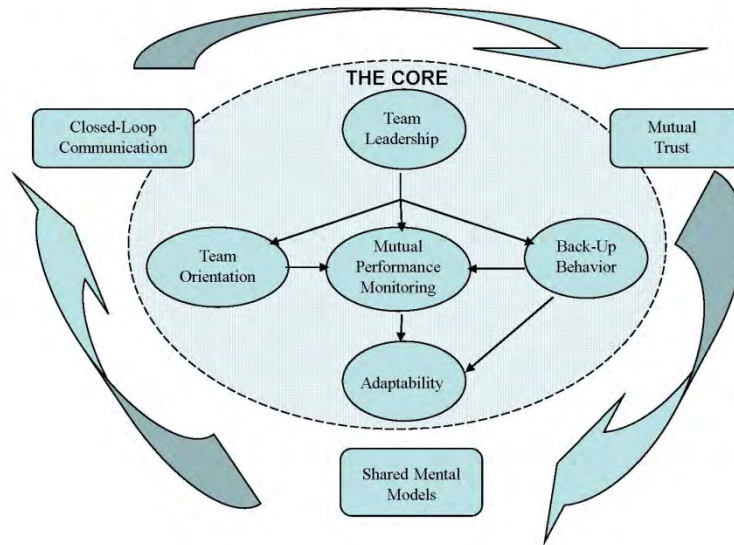 THE CORE
Team
Leadership
Closed-Loop
Communication
Mutual
Trust
Team
Orientation
Mutual
Performance
Monitoring
Back-Up
Behavior
Adaptability
Shared Mental
Models